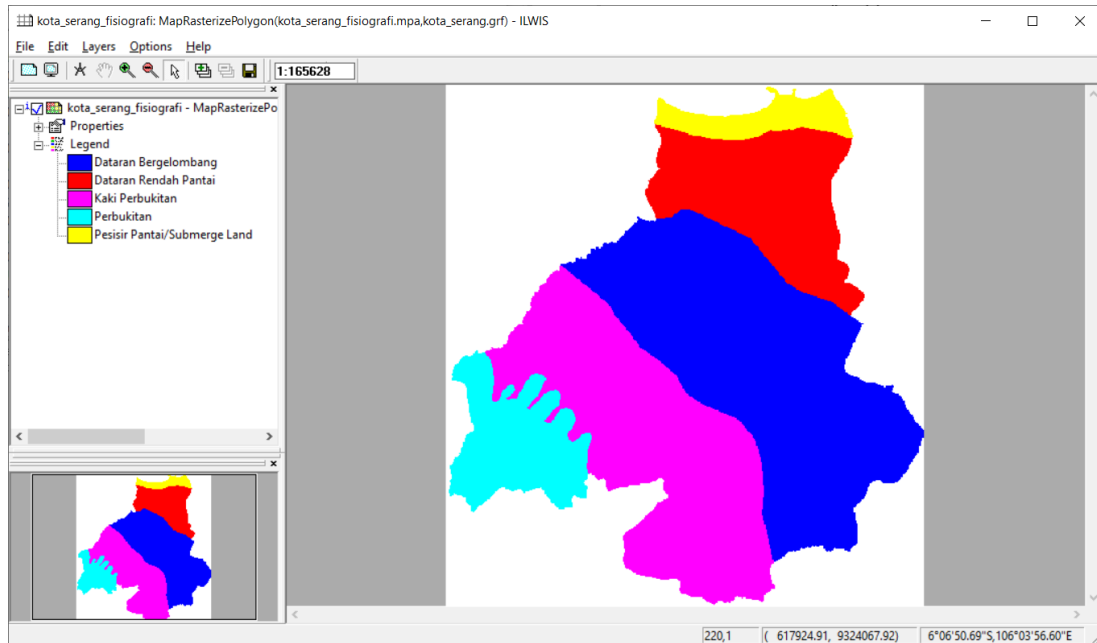 kota_serang_fisiografi: MapRasterizePolygon(kota_serang_fisiografi.mpa,kota_serang.grf) - ILWIS
File Edit Layers Options Help
1:165628
kota_serang_fisiografi - MapRasterizePo
Properties
Legend
Dataran Bergelombang
Dataran Rendah Pantai
Kaki Perbukitan
Perbukitan
Pesisir Pantai/Submerge Land
220,1 ( 617924.91, 9324067.92) 6°06'50.69"S,106°03'56.60"E